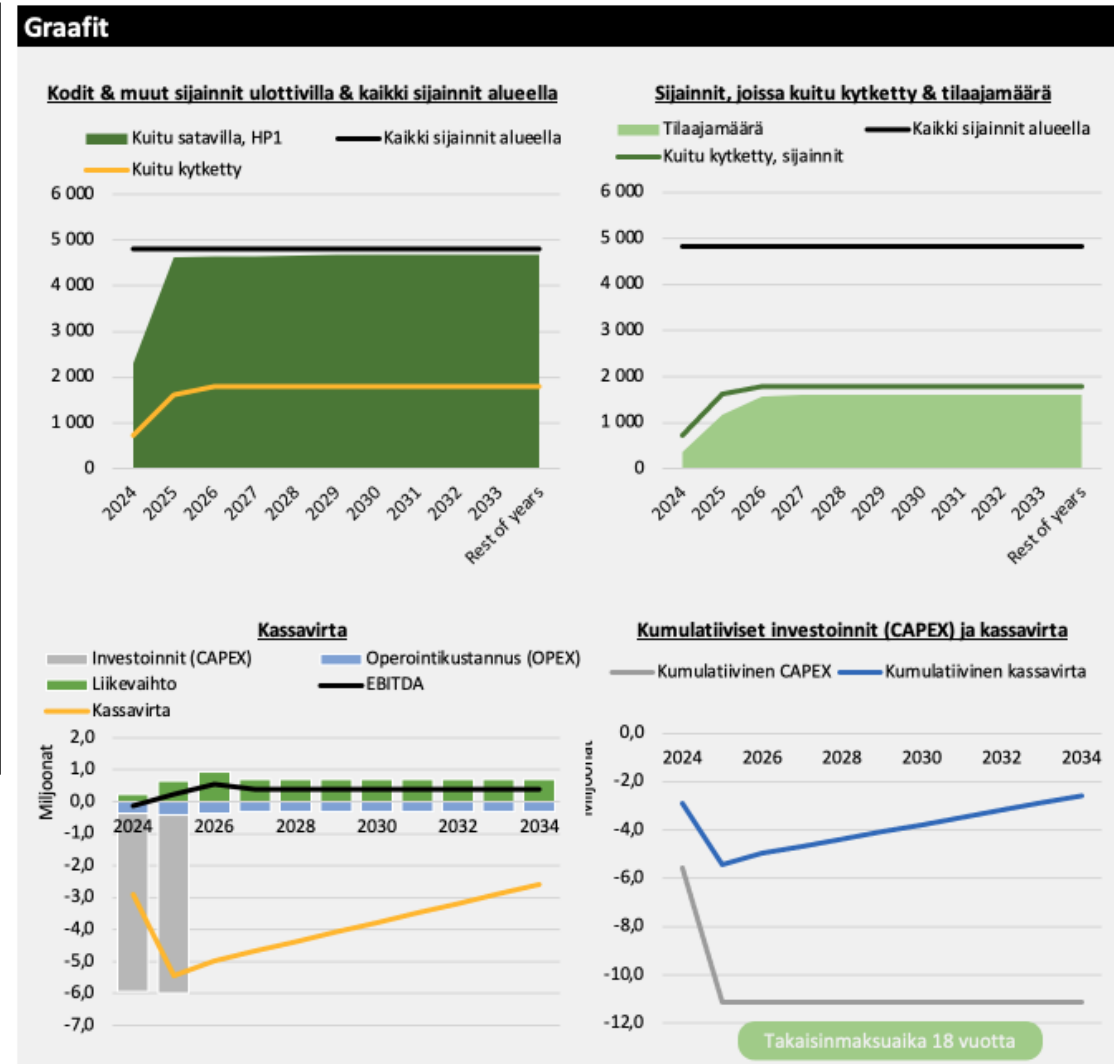 Graafit
Kodit & muut sijainnit ulottivilla & kaikki sijainnit alueella
Kuitu satavilla, HP1
Kaikki sijainnit alueella
Kuitu kytketty
6 000
5 000
4 000
3 000
2 000
1 000
0
2024
2025
2026
2027
2028
2029
2030
2031
2032
2033
Rest of years
Sijainnit, joissa kuitu kytketty & tilaajamäärä
Tilaajamäärä
Kaikki sijainnit alueella
Kuitu kytketty, sijainnit
6 000
5 000
4 000
3 000
2 000
1 000
0
2024
2025
2026
2027
2028
2029
2030
2031
2032
2033
Rest of years
Kassavirta
Investoinnit (CAPEX)
Operointikustannus (OPEX)
Liikevaihto
EBITDA
Kassavirta
Miljoonat
2,0
1,0
0,0
-1,0
-2,0
-3,0
-4,0
-5,0
-6,0
-7,0
2024
2026
2028
2030
2032
2034
Kumulatiiviset investoinnit (CAPEX) ja kassavirta
Kumulatiivinen CAPEX
Kumulatiivinen kassavirta
Miljoonat
0,0
-2,0
-4,0
-6,0
-8,0
-10,0
-12,0
2024
2026
2028
2030
2032
2034
Takaisinmaksuaika 18 vuotta